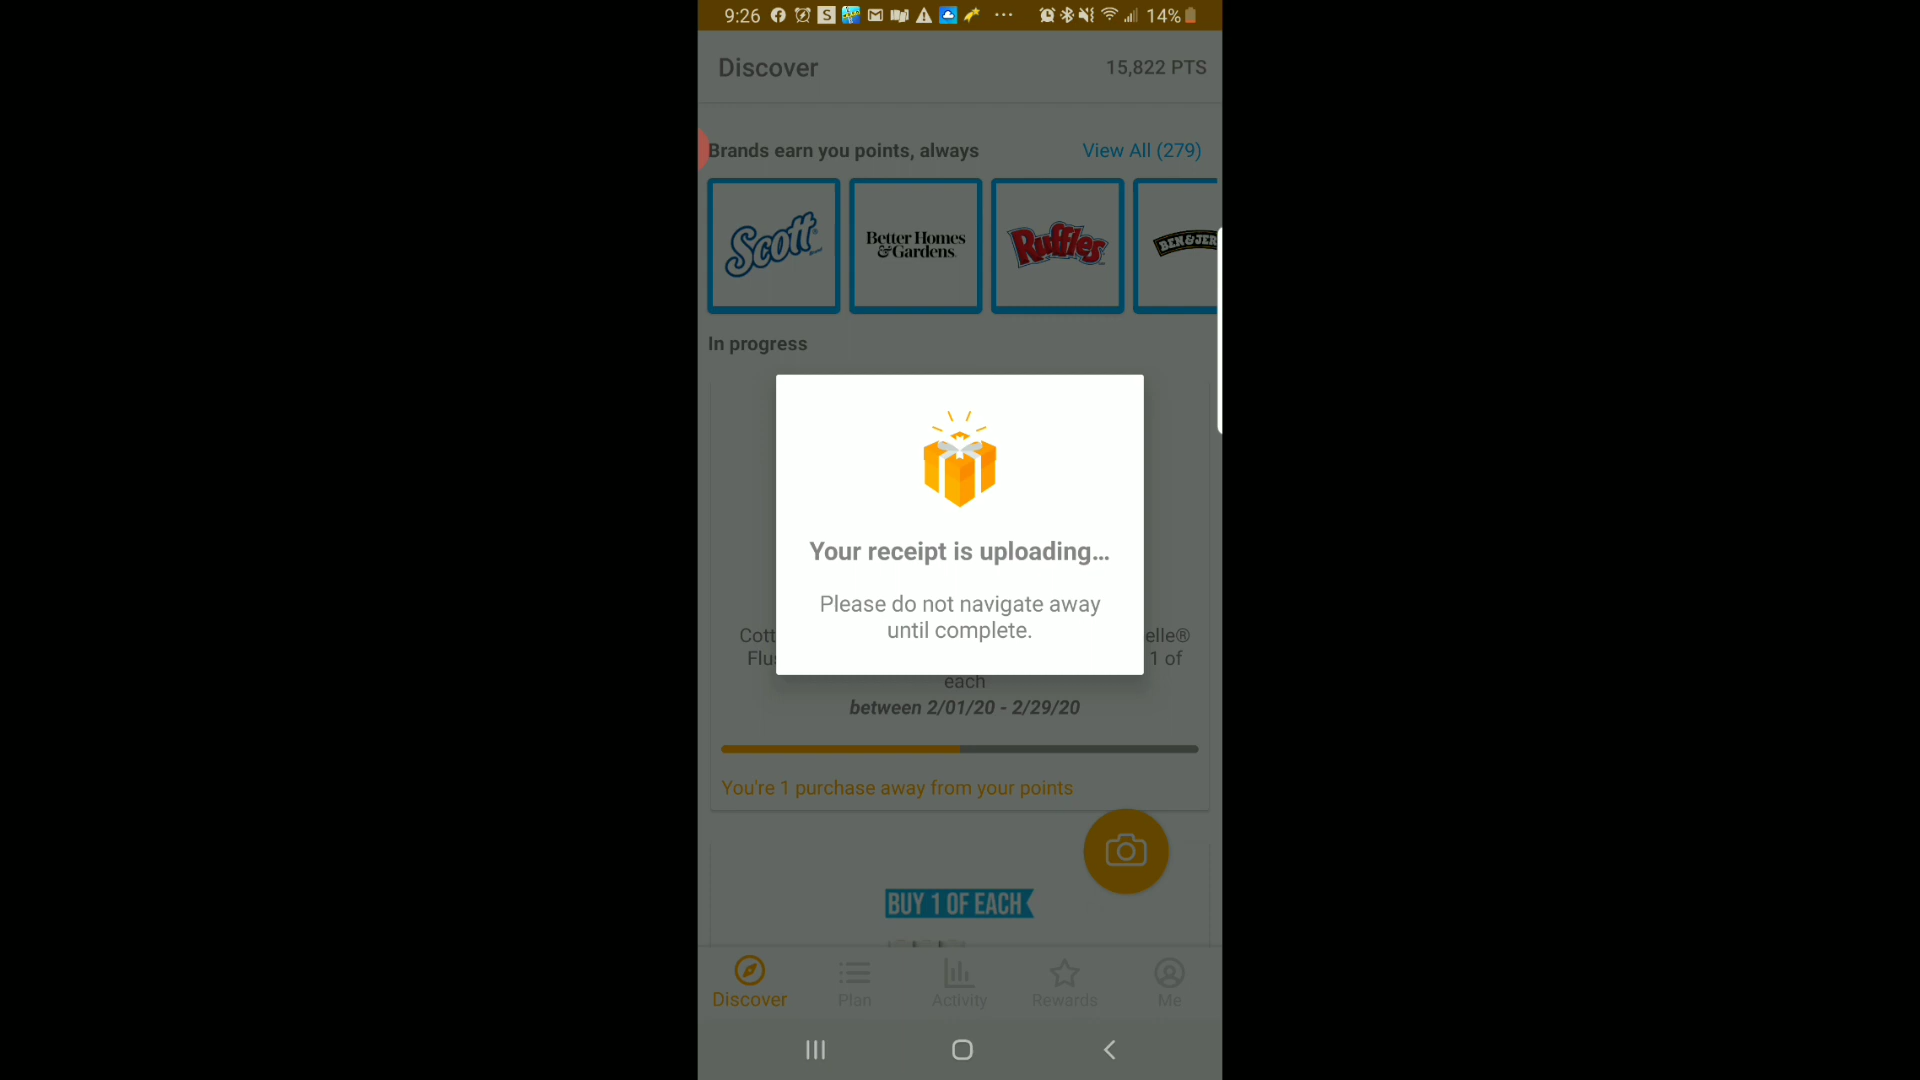 9:26
14%
Discover
15,822 PTS
Brands earn you points, always
View All (279)
Scott
Better Homes
& Gardens
Ruffles
BEN & JER
In progress
Your receipt is uploading...
Please do not navigate away
until complete.
Cott
elle®
Flus
1 of
each
between 2/01/20 - 2/29/20
You're 1 purchase away from your points
BUY 1 OF EACH
Discover
Plan
Activity
Rewards
Me